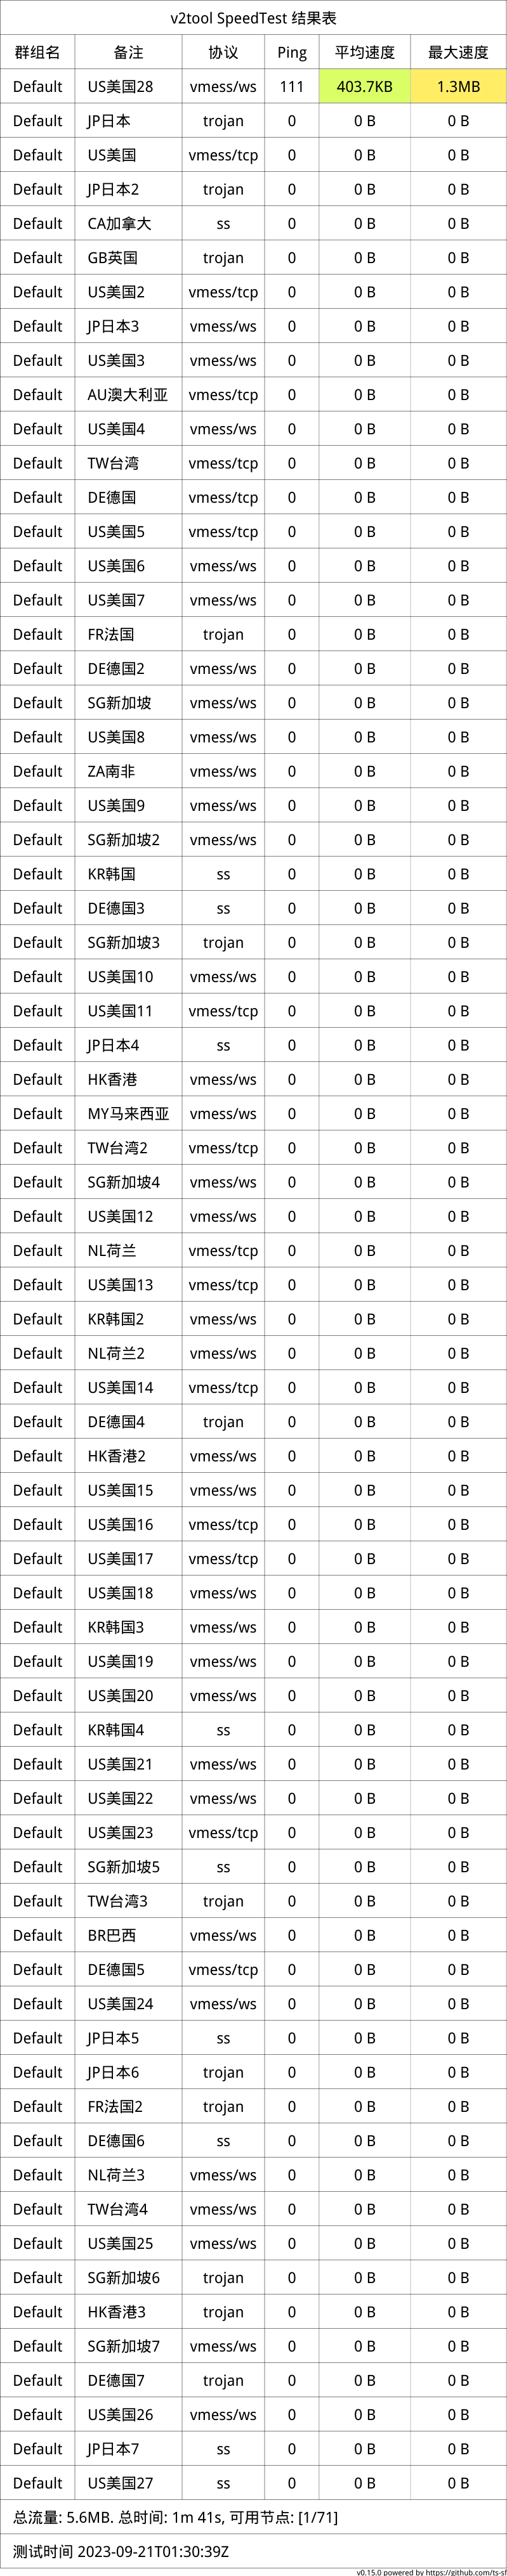 v2tool SpeedTest 结果表
群组名 备注 协议 Ping 平均速度 最大速度
Default US美国28 vmess/ws 111 403.7KB 1.3MB
Default JP日本 trojan 0 0 B 0 B
Default US美国 vmess/tcp 0 0 B 0 B
Default JP日本2 trojan 0 0 B 0 B
Default CA加拿大 ss 0 0 B 0 B
Default GB英国 trojan 0 0 B 0 B
Default US美国2 vmess/tcp 0 0 B 0 B
Default JP日本3 vmess/ws 0 0 B 0 B
Default US美国3 vmess/ws 0 0 B 0 B
Default AU澳大利亚 vmess/tcp 0 0 B 0 B
Default US美国4 vmess/ws 0 0 B 0 B
Default TW台湾 vmess/tcp 0 0 B 0 B
Default DE德国 vmess/tcp 0 0 B 0 B
Default US美国5 vmess/tcp 0 0 B 0 B
Default US美国6 vmess/ws 0 0 B 0 B
Default US美国7 vmess/ws 0 0 B 0 B
Default FR法国 trojan 0 0 B 0 B
Default DE德国2 vmess/ws 0 0 B 0 B
Default SG新加坡 vmess/ws 0 0 B 0 B
Default US美国8 vmess/ws 0 0 B 0 B
Default ZA南非 vmess/ws 0 0 B 0 B
Default US美国9 vmess/ws 0 0 B 0 B
Default SG新加坡2 vmess/ws 0 0 B 0 B
Default KR韩国 ss 0 0 B 0 B
Default DE德国3 ss 0 0 B 0 B
Default SG新加坡3 trojan 0 0 B 0 B
Default US美国10 vmess/ws 0 0 B 0 B
Default US美国11 vmess/tcp 0 0 B 0 B
Default JP日本4 ss 0 0 B 0 B
Default HK香港 vmess/ws 0 0 B 0 B
Default MY马来西亚 vmess/ws 0 0 B 0 B
Default TW台湾2 vmess/tcp 0 0 B 0 B
Default SG新加坡4 vmess/ws 0 0 B 0 B
Default US美国12 vmess/ws 0 0 B 0 B
Default NL荷兰 vmess/tcp 0 0 B 0 B
Default US美国13 vmess/tcp 0 0 B 0 B
Default KR韩国2 vmess/ws 0 0 B 0 B
Default NL荷兰2 vmess/ws 0 0 B 0 B
Default US美国14 vmess/tcp 0 0 B 0 B
Default DE德国4 trojan 0 0 B 0 B
Default HK香港2 vmess/ws 0 0 B 0 B
Default US美国15 vmess/ws 0 0 B 0 B
Default US美国16 vmess/tcp 0 0 B 0 B
Default US美国17 vmess/tcp 0 0 B 0 B
Default US美国18 vmess/ws 0 0 B 0 B
Default KR韩国3 vmess/ws 0 0 B 0 B
Default US美国19 vmess/ws 0 0 B 0 B
Default US美国20 vmess/ws 0 0 B 0 B
Default KR韩国4 ss 0 0 B 0 B
Default US美国21 vmess/ws 0 0 B 0 B
Default US美国22 vmess/ws 0 0 B 0 B
Default US美国23 vmess/tcp 0 0 B 0 B
Default SG新加坡5 ss 0 0 B 0 B
Default TW台湾3 trojan 0 0 B 0 B
Default BR巴西 vmess/ws 0 0 B 0 B
Default DE德国5 vmess/tcp 0 0 B 0 B
Default US美国24 vmess/ws 0 0 B 0 B
Default JP日本5 ss 0 0 B 0 B
Default JP日本6 trojan 0 0 B 0 B
Default FR法国2 trojan 0 0 B 0 B
Default DE德国6 ss 0 0 B 0 B
Default NL荷兰3 vmess/ws 0 0 B 0 B
Default TW台湾4 vmess/ws 0 0 B 0 B
Default US美国25 vmess/ws 0 0 B 0 B
Default SG新加坡6 trojan 0 0 B 0 B
Default HK香港3 trojan 0 0 B 0 B
Default SG新加坡7 vmess/ws 0 0 B 0 B
Default DE德国7 trojan 0 0 B 0 B
Default US美国26 vmess/ws 0 0 B 0 B
Default JP日本7 ss 0 0 B 0 B
Default US美国27 ss 0 0 B 0 B
总流量: 5.6MB. 总时间: 1m 41s, 可用节点: [1/71]
测试时间 2023-09-21T01:30:39Z
v0.15.0 powered by https://github.com/ts-sf